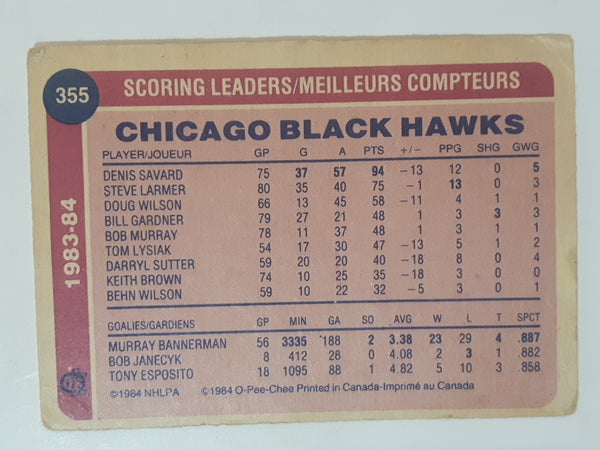 355 SCORING LEADERS/MEILLEURS COMPTEURS
1983-84
CHICAGO BLACK HAWKS
PLAYER/JOUEUR GP G A PTS +/- PPG SHG GWG
DENIS SAVARD 75 37 57 94 -13 12 0 5
STEVE LARMER 80 35 40 75 -1 13 0 3
DOUG WILSON 66 13 45 58 -11 4 1 1
BILL GARDNER 79 27 21 48 1 3 3 3
BOB MURRAY 78 11 37 48 1 3 1 3
TOM LYSIAK 54 17 30 47 -13 5 1 2
DARRYL SUTTER 59 20 20 40 -18 8 0 4
KEITH BROWN 74 10 25 35 -18 3 0 0
BEHN WILSON 59 10 22 32 -5 3 0 1
GOALIES/GARDIENS GP MIN GA SO AVG W L T SPCT
MURRAY BANNERMAN 56 3335 188 2 3.38 23 29 4 .887
BOB JANECYK 8 412 28 0 4.08 2 3 1 .882
TONY ESPOSITO 18 1095 88 1 4.82 5 10 3 .858
©1984 NHLPA ©1984 O-Pee-Chee Printed in Canada-Imprimé au Canada